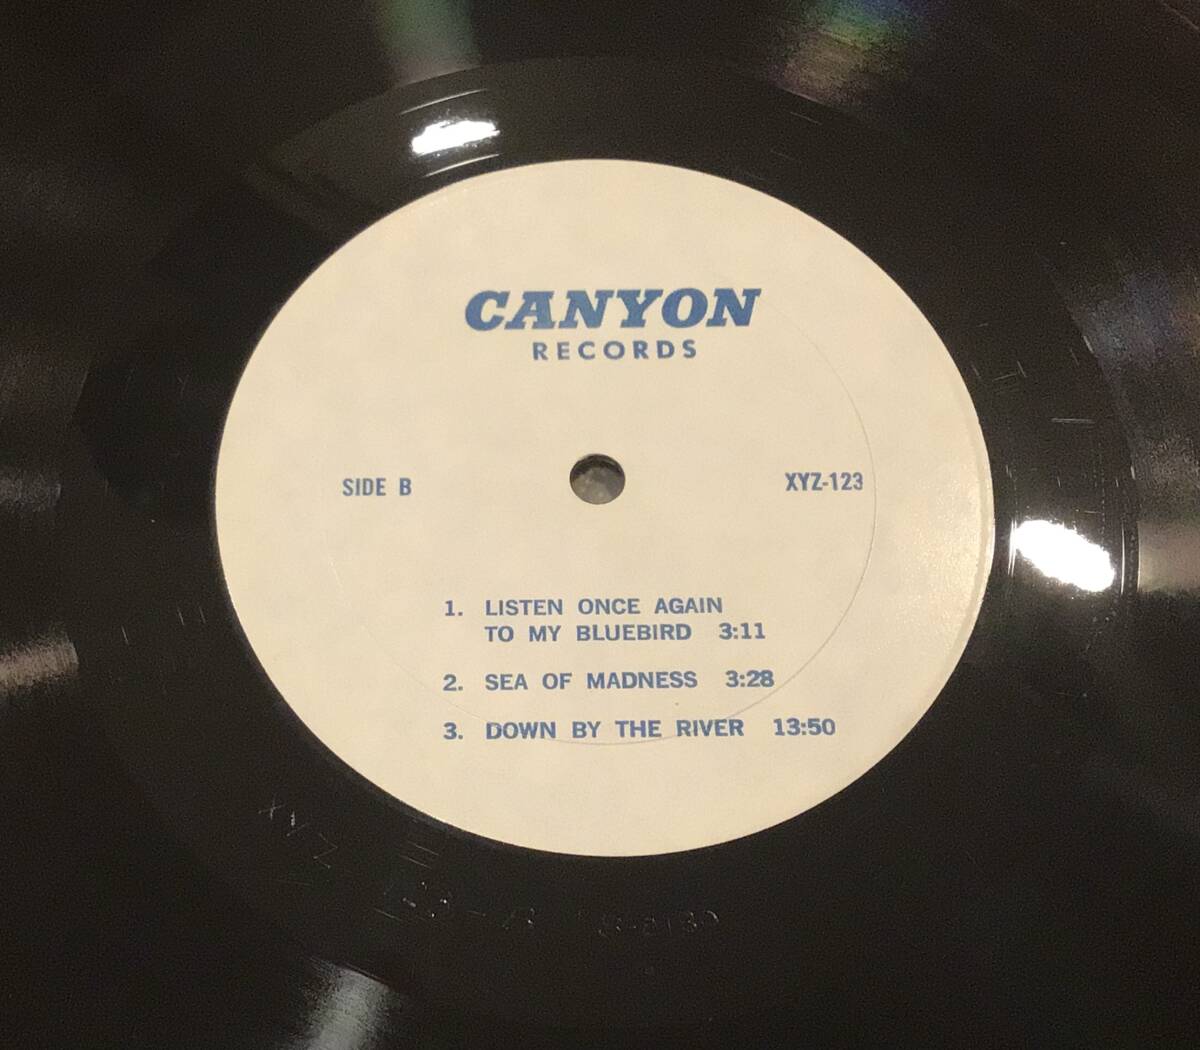 CANYON
RECORDS
SIDE B
XYZ-123
1. LISTEN ONCE AGAIN
TO MY BLUEBIRD 3:11
2. SEA OF MADNESS 3:28
3. DOWN BY THE RIVER 13:50
XYZ